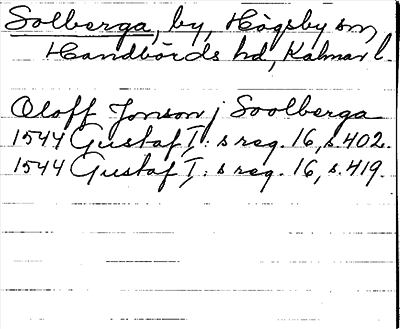 Solberga, by, Högsby sn,
Handbörds hd, Kalmar l.
Oloff Jonson j Soolberga
1544 Gustaf I: s reg. 16, s. 402.
1544 Gustaf I: s reg. 16, s. 419.